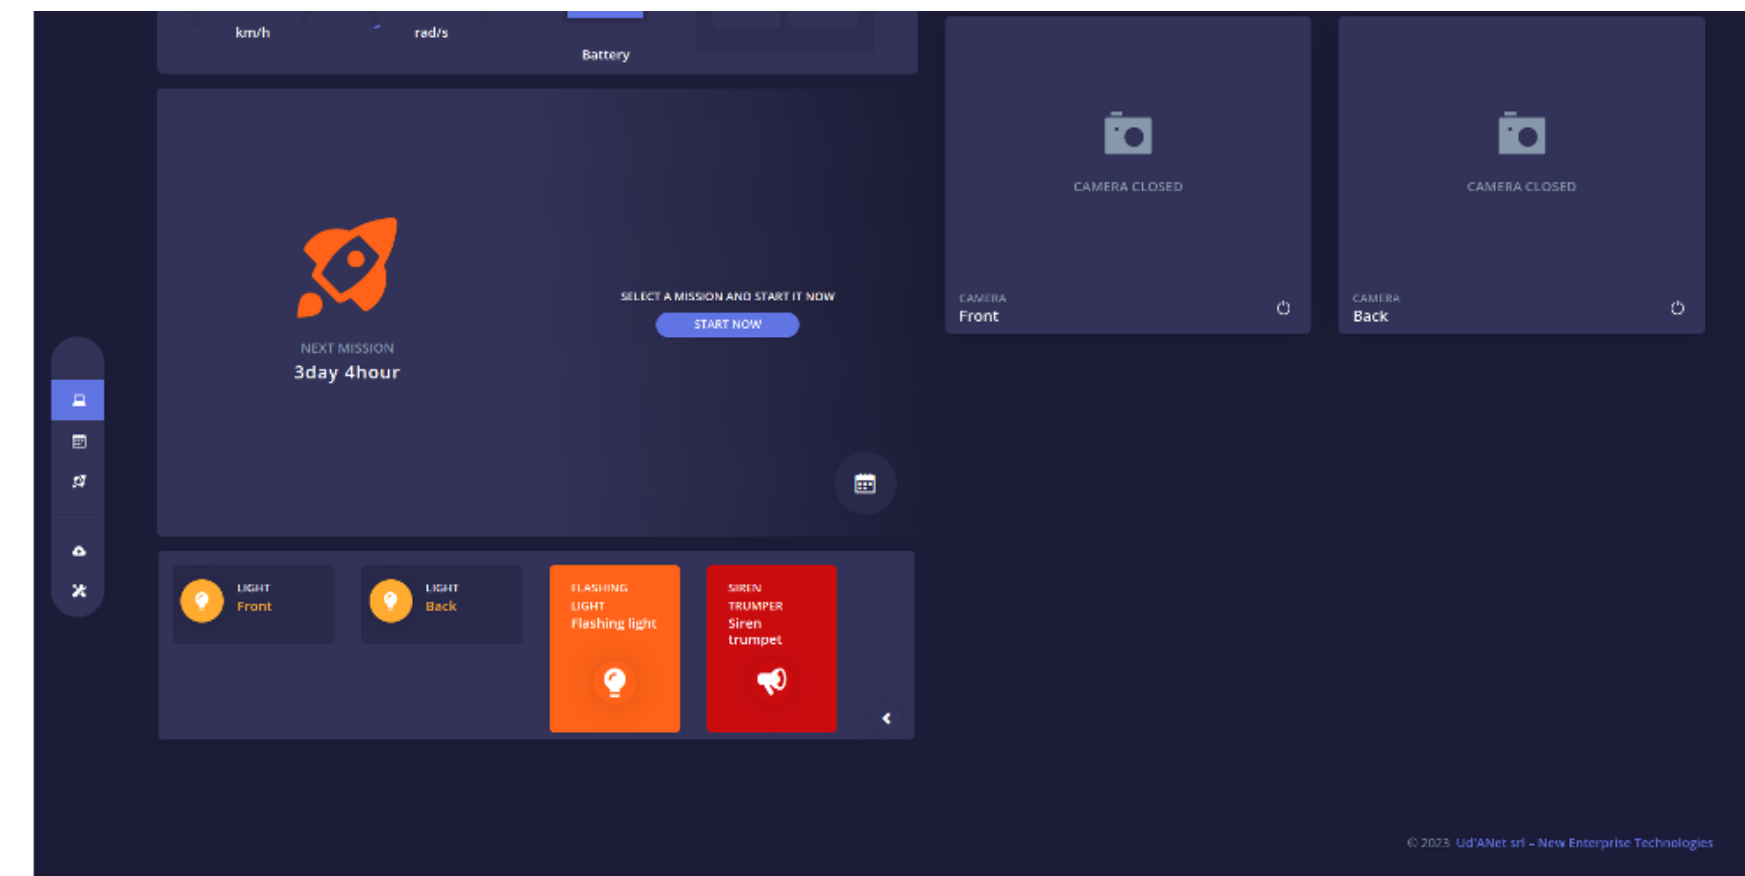 km/h
rad/s
Battery
CAMERA CLOSED
CAMERA
Front
CAMERA CLOSED
CAMERA
Back
NEXT MISSION
3day 4hour
SELECT A MISSION AND START IT NOW
START NOW
LIGHT
Front
LIGHT
Back
FLASHING
LIGHT
Flashing light
SIREN
TRUMPER
Siren
trumpet
© 2023 Ud'ANet srl – New Enterprise Technologies